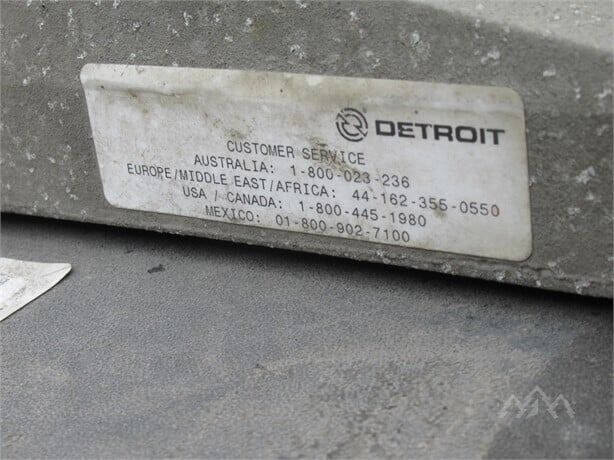 DETROIT
CUSTOMER SERVICE
AUSTRALIA: 1-800-023-236
EUROPE/MIDDLE EAST/AFRICA: 44-162-355-0550
USA / CANADA: 1-800-445-1980
MEXICO: 01-800-902-7100